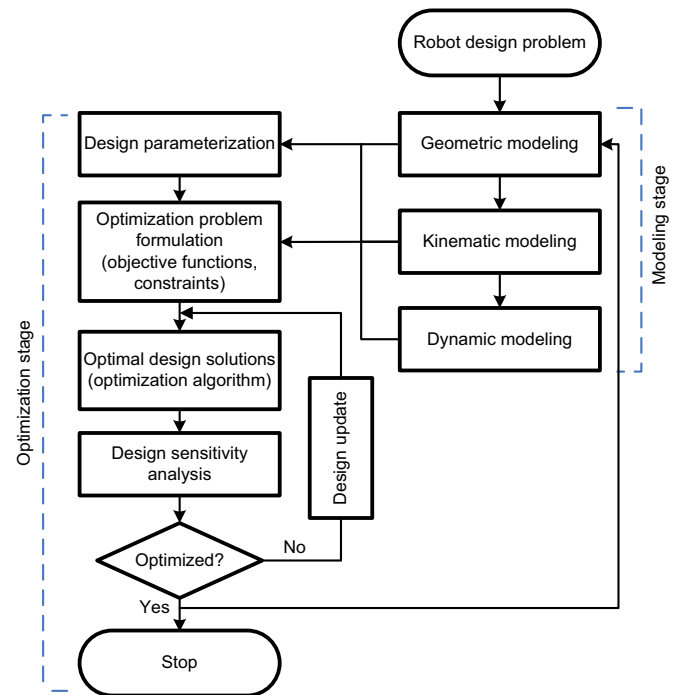 Robot design problem
Design parameterization
Geometric modeling
Optimization problem
formulation
(objective functions,
constraints)
Kinematic modeling
Modeling stage
Dynamic modeling
Optimal design solutions
(optimization algorithm)
Optimization stage
Design update
Design sensitivity
analysis
Optimized?
No
Yes
Stop